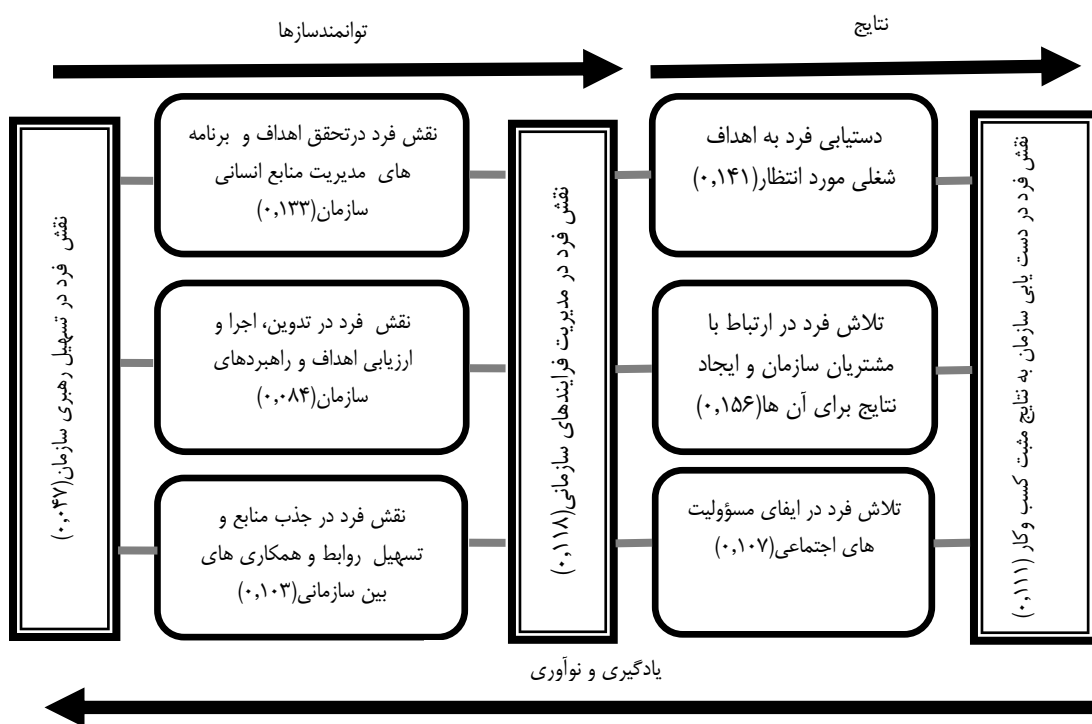 توانمندسازها
نتایج
نقش فرد در تسهیل رهبری سازمان(۰,۰۴۷)
نقش فرد درتحقق اهداف و برنامه
های مدیریت منابع انسانی
سازمان(۰,۱۳۳)
نقش فرد در تدوین، اجرا و
ارزیابی اهداف و راهبردهای
سازمان(۰,۰۸۴)
نقش فرد در جذب منابع و
تسهیل روابط و همکاری های
بین سازمانی(۰,۱۰۳)
نقش فرد در مدیریت فرایندهای سازمانی(۰,۱۱۸)
دستیابی فرد به اهداف
شغلی مورد انتظار(۰,۱۴۱)
تلاش فرد در ارتباط با
مشتریان سازمان و ایجاد
نتایج برای آن ها(۰,۱۵۶)
تلاش فرد در ایفای مسؤولیت
های اجتماعی(۰,۱۰۷)
نقش فرد در دست یابی سازمان به نتایج مثبت کسب وکار (۰,۱۱۱)
یادگیری و نوآوری